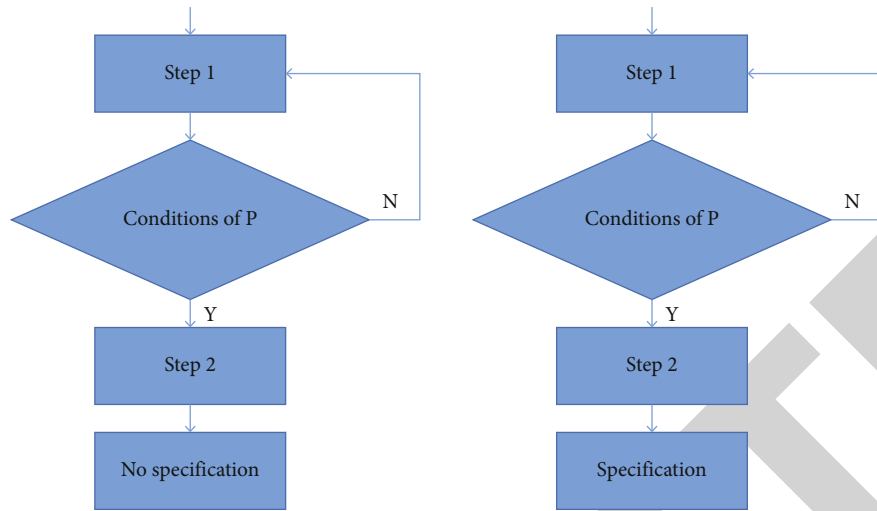 Step 1
Conditions of P
N
Y
Step 2
No specification
Step 1
Conditions of P
N
Y
Step 2
Specification